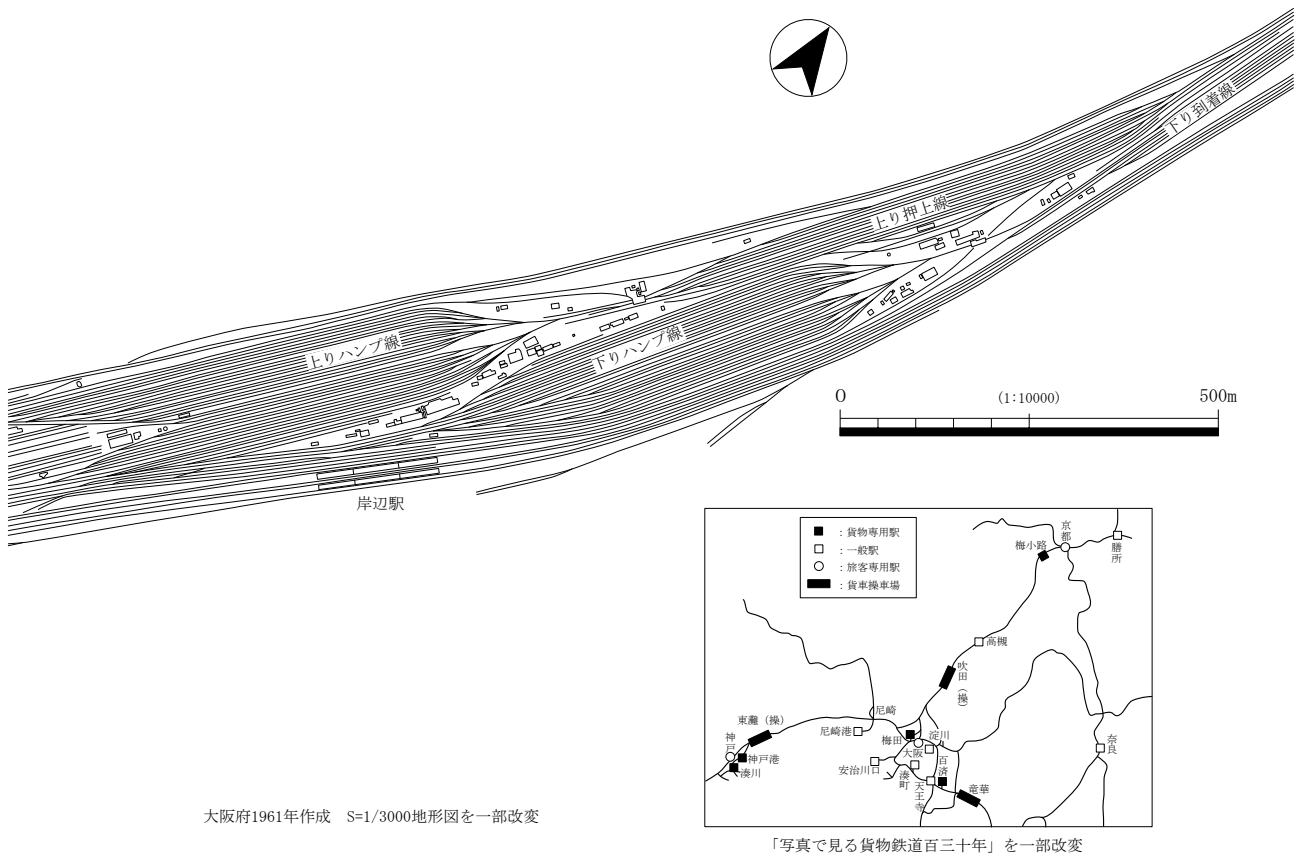 下り到着線
上り押上線
上りハンプ線
下りハンプ線
岸辺駅
0 (1:10000) 500m
■ : 貨物専用駅
□ : 一般駅
○ : 旅客専用駅
: 貨車操車場
京都
梅小路
膳所
高槻
吹田(操)
尼崎
東灘 (操)
尼崎港
梅田
淀川
大阪
神戸
神戸港
湊川
安治川口
湊町
百済
天王寺
奈良
竜華
大阪府1961年作成 S=1/3000地形図を一部改変
「写真で見る貨物鉄道百三十年」を一部改変